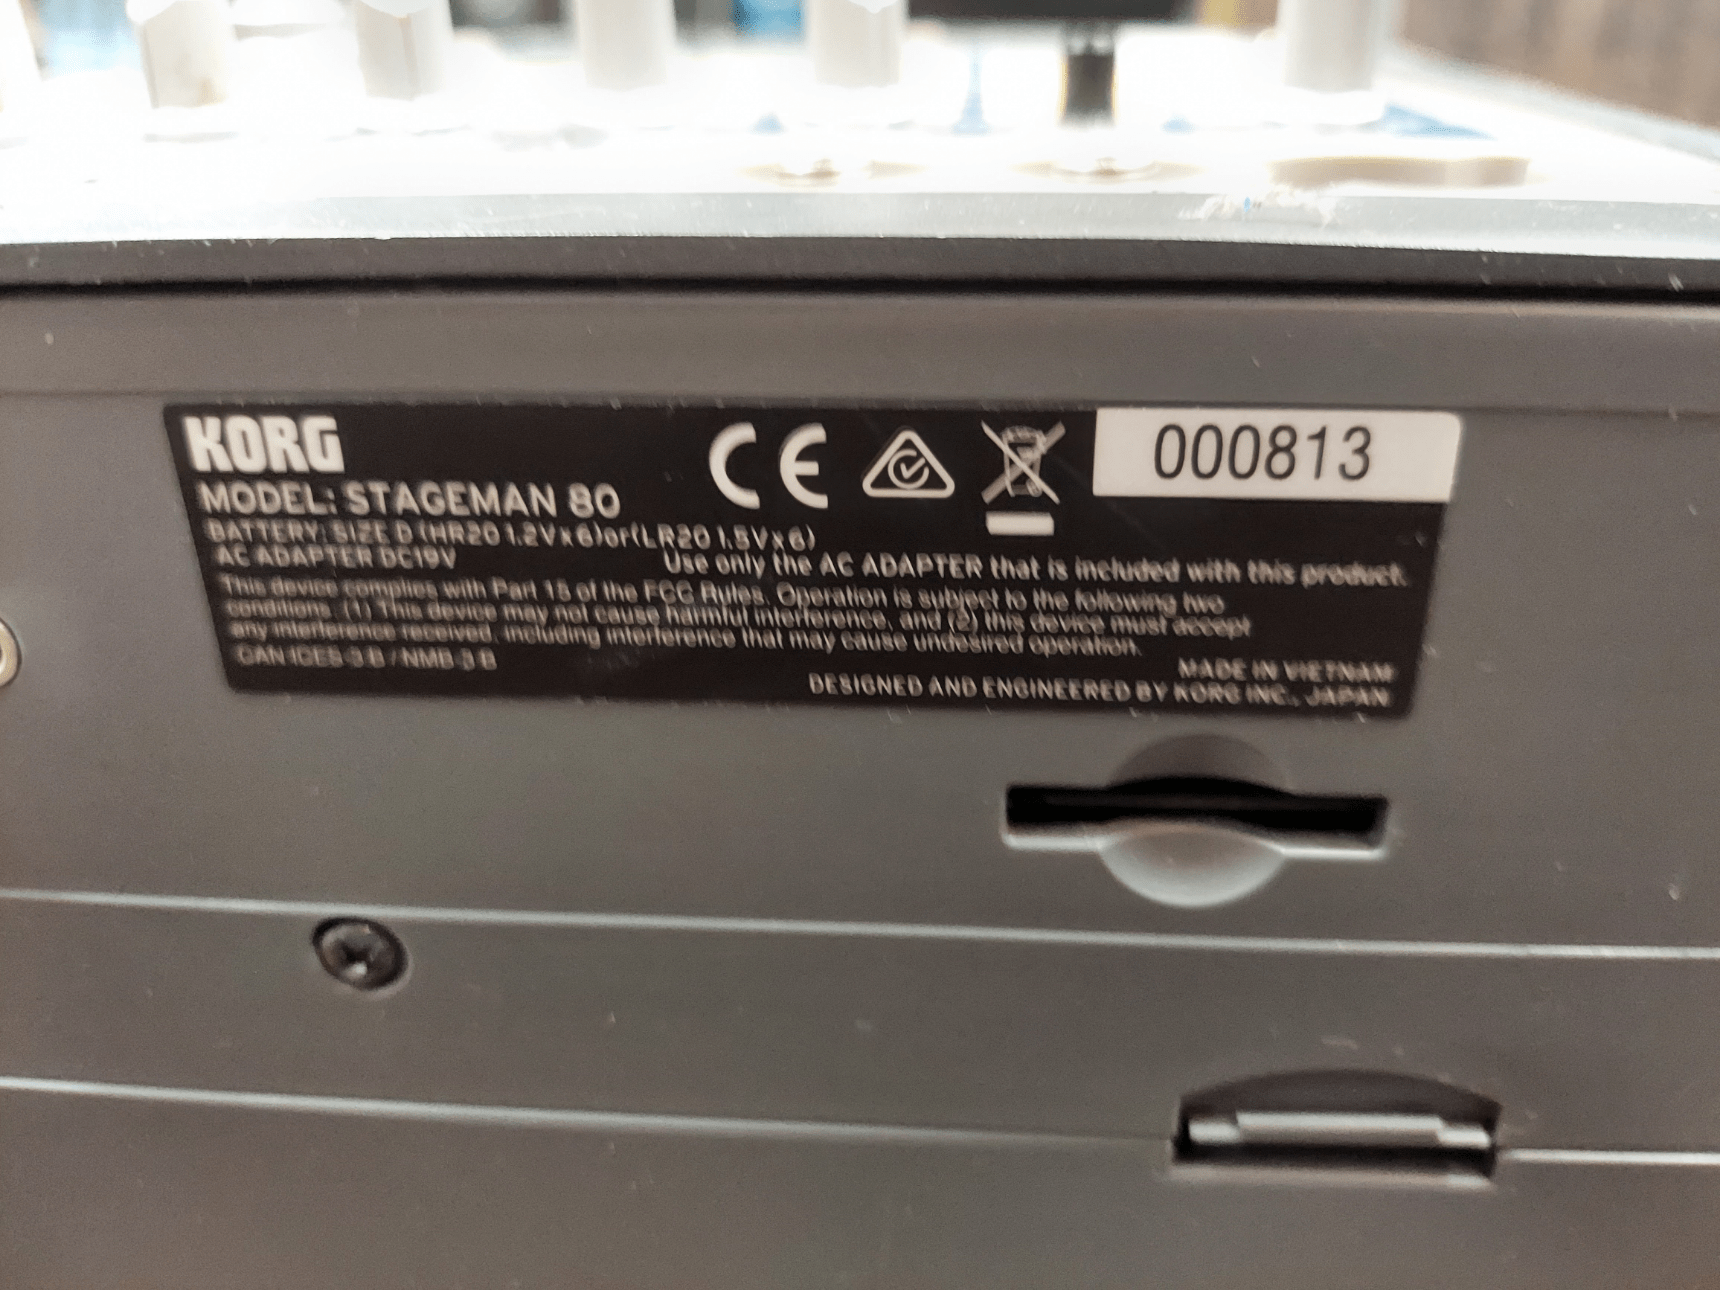 KORG
000813
MODEL: STAGEMAN 80
BATTERY: SIZE D (HR20 1.2Vx6)or(LR20 1.5Vx6)
AC ADAPTER DC19V Use only the AC ADAPTER that is included with this product.
This device complies with Part 15 of the FCC Rules. Operation is subject to the following two
conditions. (1) This device may not cause harmful interference, and (2) this device must accept
any interference received, including interference that may cause undesired operation.
CAN ICES-3 B / NMB-3 B
MADE IN VIETNAM
DESIGNED AND ENGINEERED BY KORG INC., JAPAN